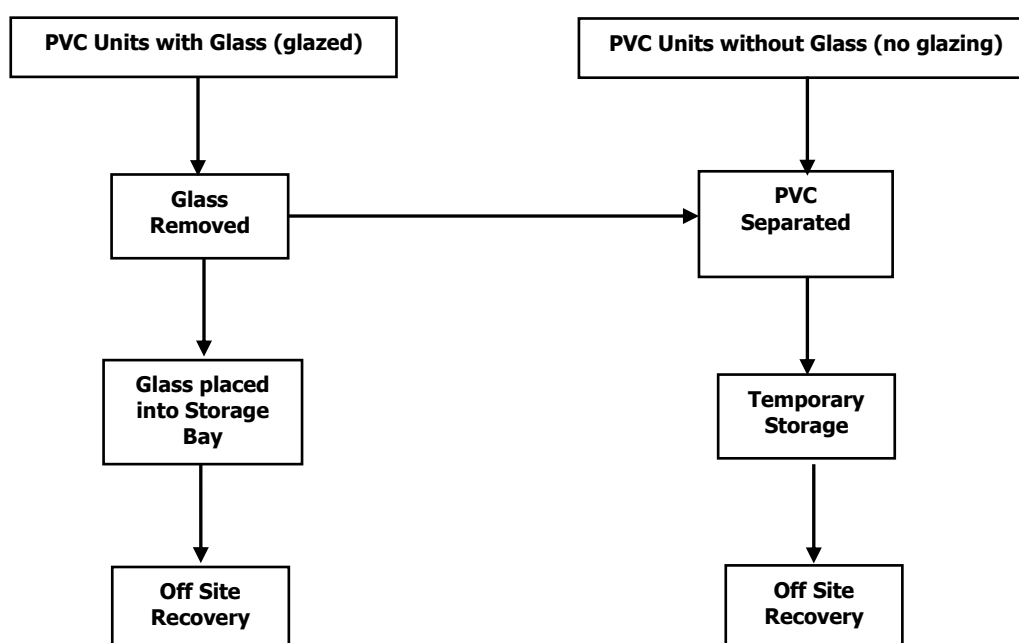 PVC Units with Glass (glazed)
PVC Units without Glass (no glazing)
Glass
Removed
PVC
Separated
Glass placed
into Storage
Bay
Temporary
Storage
Off Site
Recovery
Off Site
Recovery